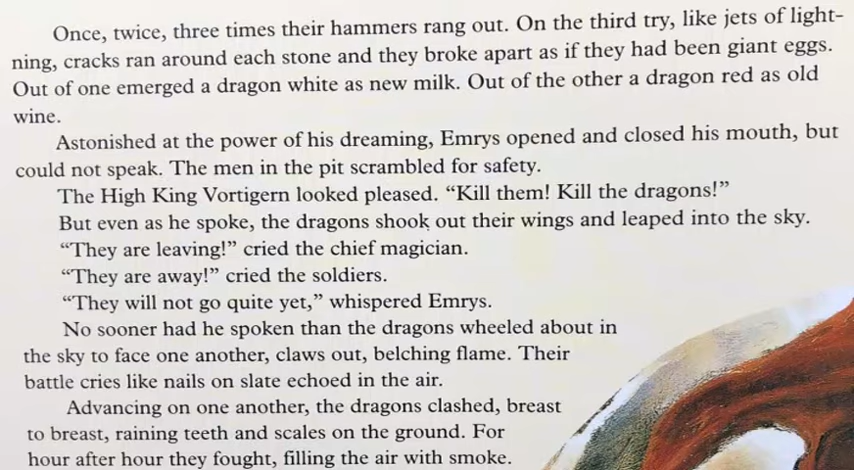 Once, twice, three times their hammers rang out. On the third try, like jets of light-
ning, cracks ran around each stone and they broke apart as if they had been giant eggs.
Out of one emerged a dragon white as new milk. Out of the other a dragon red as old
wine.
Astonished at the power of his dreaming, Emrys opened and closed his mouth, but
could not speak. The men in the pit scrambled for safety.
The High King Vortigern looked pleased. “Kill them! Kill the dragons!”
But even as he spoke, the dragons shook out their wings and leaped into the sky.
“They are leaving!” cried the chief magician.
“They are away!” cried the soldiers.
“They will not go quite yet,” whispered Emrys.
No sooner had he spoken than the dragons wheeled about in
the sky to face one another, claws out, belching flame. Their
battle cries like nails on slate echoed in the air.
Advancing on one another, the dragons clashed, breast
to breast, raining teeth and scales on the ground. For
hour after hour they fought, filling the air with smoke.